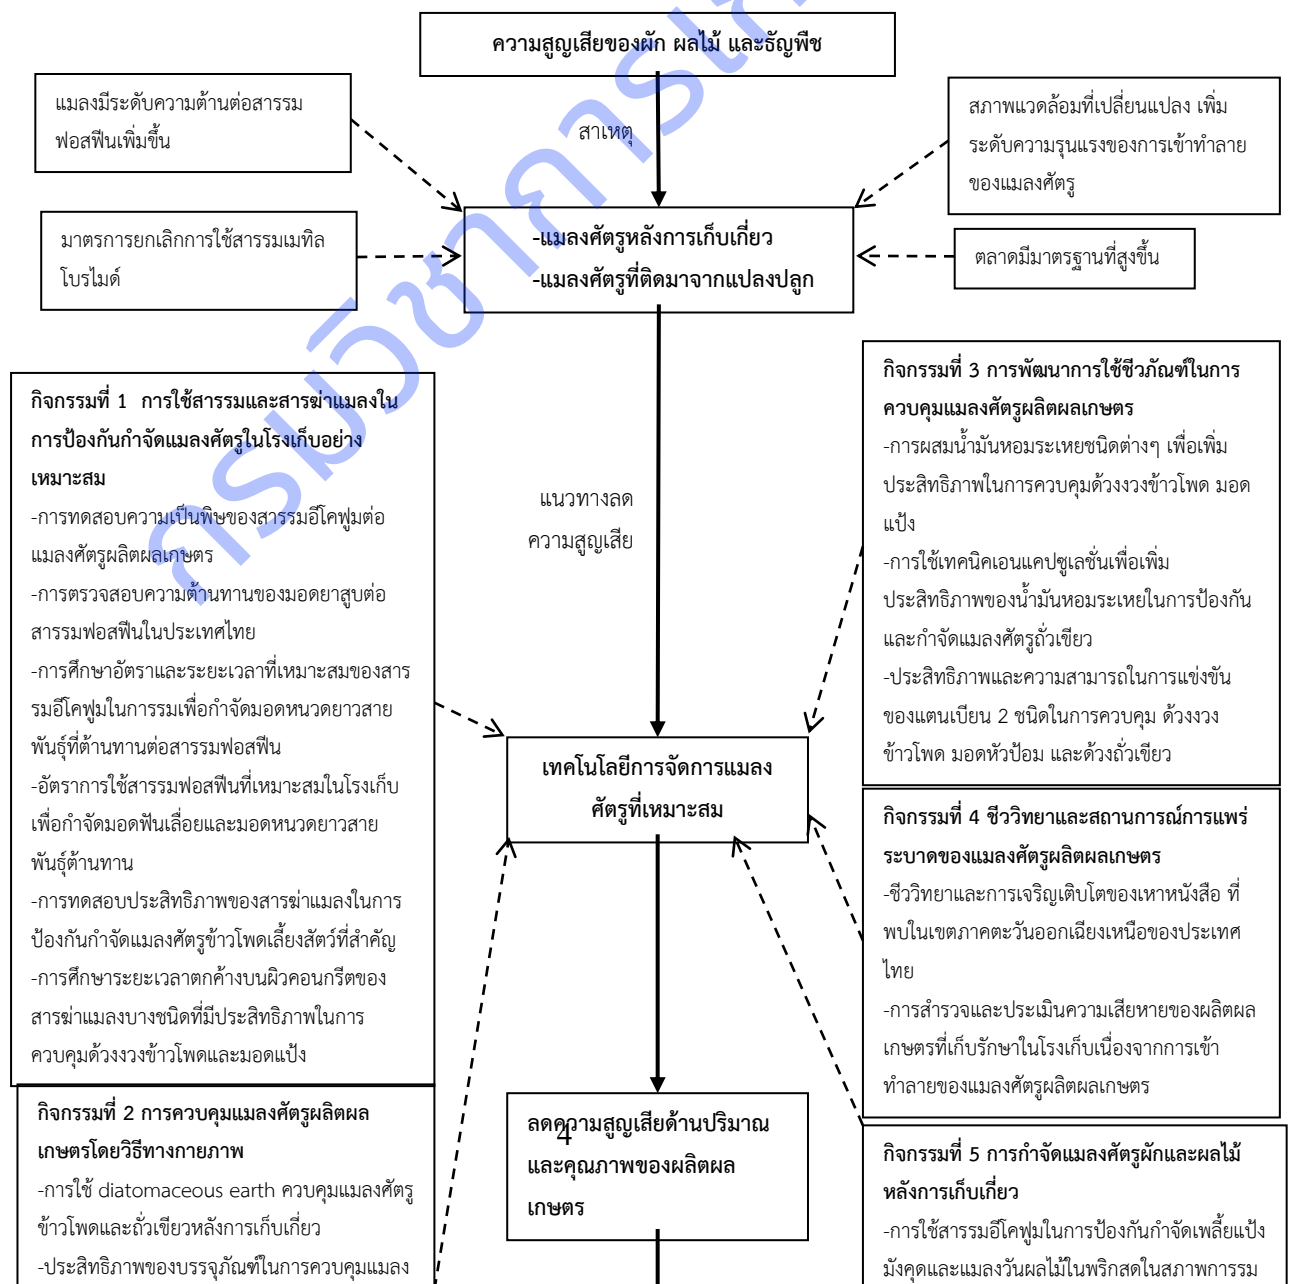 ความสูญเสียของผัก ผลไม้ และธัญพืช
แมลงมีระดับความต้านต่อสารรม
ฟอสฟีนเพิ่มขึ้น
สาเหตุ
สภาพแวดล้อมที่เปลี่ยนแปลง เพิ่ม
ระดับความรุนแรงของการเข้าทำลาย
ของแมลงศัตรู
มาตรการยกเลิกการใช้สารรมเมทิล
โบรไมด์
-แมลงศัตรูหลังการเก็บเกี่ยว
-แมลงศัตรูที่ติดมาจากแปลงปลูก
ตลาดมีมาตรฐานที่สูงขึ้น
กิจกรรมที่ 1 การใช้สารรมและสารฆ่าแมลงใน
การป้องกันกำจัดแมลงศัตรูในโรงเก็บอย่าง
เหมาะสม
-การทดสอบความเป็นพิษของสารรมอีโคฟูมต่อ
แมลงศัตรูผลิตผลเกษตร
-การตรวจสอบความต้านทานของมอดยาสูบต่อ
สารรมฟอสฟีนในประเทศไทย
-การศึกษาอัตราและระยะเวลาที่เหมาะสมของสาร
รมอีโคฟูมในการรมเพื่อกำจัดมอดหนวดยาวสาย
พันธุ์ที่ต้านทานต่อสารรมฟอสฟีน
-อัตราการใช้สารรมฟอสฟีนที่เหมาะสมในโรงเก็บ
เพื่อกำจัดมอดฟันเลื่อยและมอดหนวดยาวสาย
พันธุ์ต้านทาน
-การทดสอบประสิทธิภาพของสารฆ่าแมลงในการ
ป้องกันกำจัดแมลงศัตรูข้าวโพดเลี้ยงสัตว์ที่สำคัญ
-การศึกษาระยะเวลาตกค้างบนผิวคอนกรีตของ
สารฆ่าแมลงบางชนิดที่มีประสิทธิภาพในการ
ควบคุมด้วงงวงข้าวโพดและมอดแป้ง
แนวทางลด
ความสูญเสีย
กิจกรรมที่ 3 การพัฒนาการใช้ชีวภัณฑ์ในการ
ควบคุมแมลงศัตรูผลิตผลเกษตร
-การผสมน้ำมันหอมระเหยชนิดต่างๆ เพื่อเพิ่ม
ประสิทธิภาพในการควบคุมด้วงงวงข้าวโพด มอด
แป้ง
-การใช้เทคนิคเอนแคปซูเลชั่นเพื่อเพิ่ม
ประสิทธิภาพของน้ำมันหอมระเหยในการป้องกัน
และกำจัดแมลงศัตรูถั่วเขียว
-ประสิทธิภาพและความสามารถในการแข่งขัน
ของแตนเบียน 2 ชนิดในการควบคุม ด้วงงวง
ข้าวโพด มอดหัวป้อม และด้วงถั่วเขียว
เทคโนโลยีการจัดการแมลง
ศัตรูที่เหมาะสม
กิจกรรมที่ 4 ชีววิทยาและสถานการณ์การแพร่
ระบาดของแมลงศัตรูผลิตผลเกษตร
-ชีววิทยาและการเจริญเติบโตของเหาหนังสือ ที่
พบในเขตภาคตะวันออกเฉียงเหนือของประเทศ
ไทย
-การสำรวจและประเมินความเสียหายของผลิตผล
เกษตรที่เก็บรักษาในโรงเก็บเนื่องจากการเข้า
ทำลายของแมลงศัตรูผลิตผลเกษตร
กิจกรรมที่ 2 การควบคุมแมลงศัตรูผลิตผล
เกษตรโดยวิธีทางกายภาพ
-การใช้ diatomaceous earth ควบคุมแมลงศัตรู
ข้าวโพดและถั่วเขียวหลังการเก็บเกี่ยว
-ประสิทธิภาพของบรรจุภัณฑ์ในการควบคุมแมลง
ลดความสูญเสียด้านปริมาณ
และคุณภาพของผลิตผล
เกษตร
4
กิจกรรมที่ 5 การกำจัดแมลงศัตรูผักและผลไม้
หลังการเก็บเกี่ยว
-การใช้สารรมอีโคฟูมในการป้องกันกำจัดเพลี้ยแป้ง
มังคุดและแมลงวันผลไม้ในพริกสดในสภาพการรม
กรมวิชาการเก